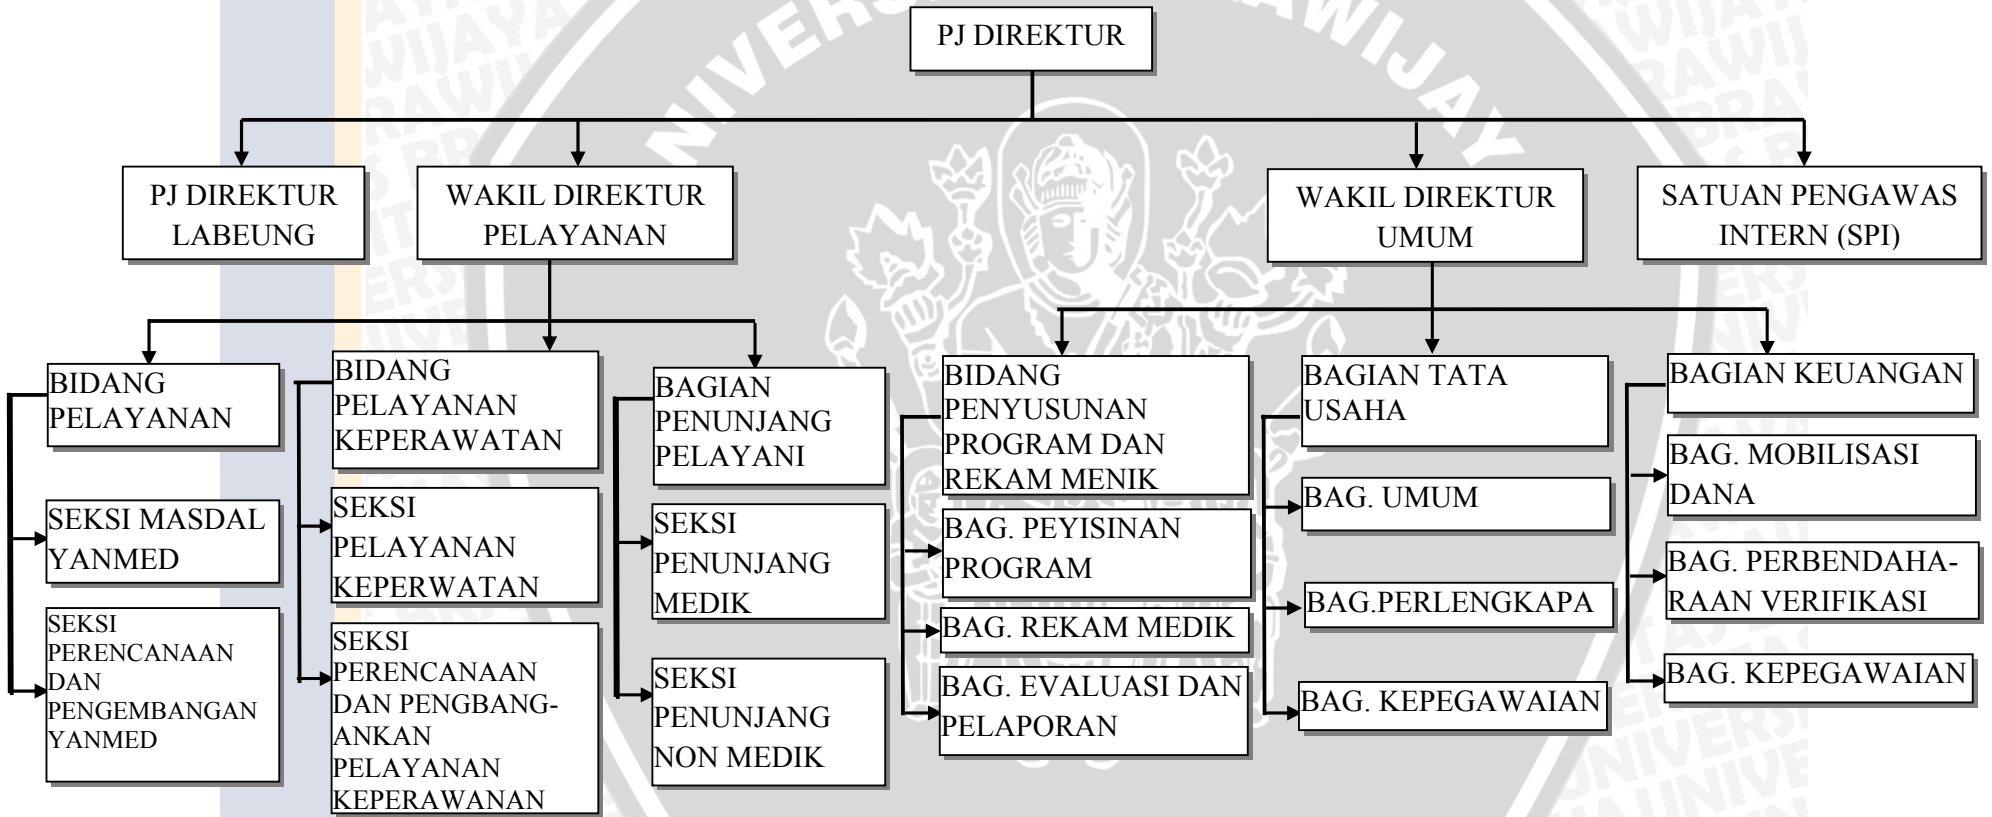 PJ DIREKTUR
PJ DIREKTUR
LABEUNG
WAKIL DIREKTUR
PELAYANAN
WAKIL DIREKTUR
UMUM
SATUAN PENGAWAS
INTERN (SPI)
BIDANG
PELAYANAN
SEKSI MASDAL
YANMED
SEKSI
PERENCANAAN
DAN
PENGEMBANGAN
YANMED
BIDANG
PELAYANAN
KEPERAWATAN
SEKSI
PELAYANAN
KEPERWATAN
SEKSI
PERENCANAAN
DAN PENGBANG-
ANKAN
PELAYANAN
KEPERAWANAN
BAGIAN
PENUNJANG
PELAYANI
SEKSI
PENUNJANG
MEDIK
SEKSI
PENUNJANG
NON MEDIK
BIDANG
PENYUSUNAN
PROGRAM DAN
REKAM MENIK
BAG. PEYISINAN
PROGRAM
BAG. REKAM MEDIK
BAG. EVALUASI DAN
PELAPORAN
BAGIAN TATA
USAHA
BAG. UMUM
BAG.PERLENGKAPA
BAG. KEPEGAWAIAN
BAGIAN KEUANGAN
BAG. MOBILISASI
DANA
BAG. PERBENDAHA-
RAAN VERIFIKASI
BAG. KEPEGAWAIAN